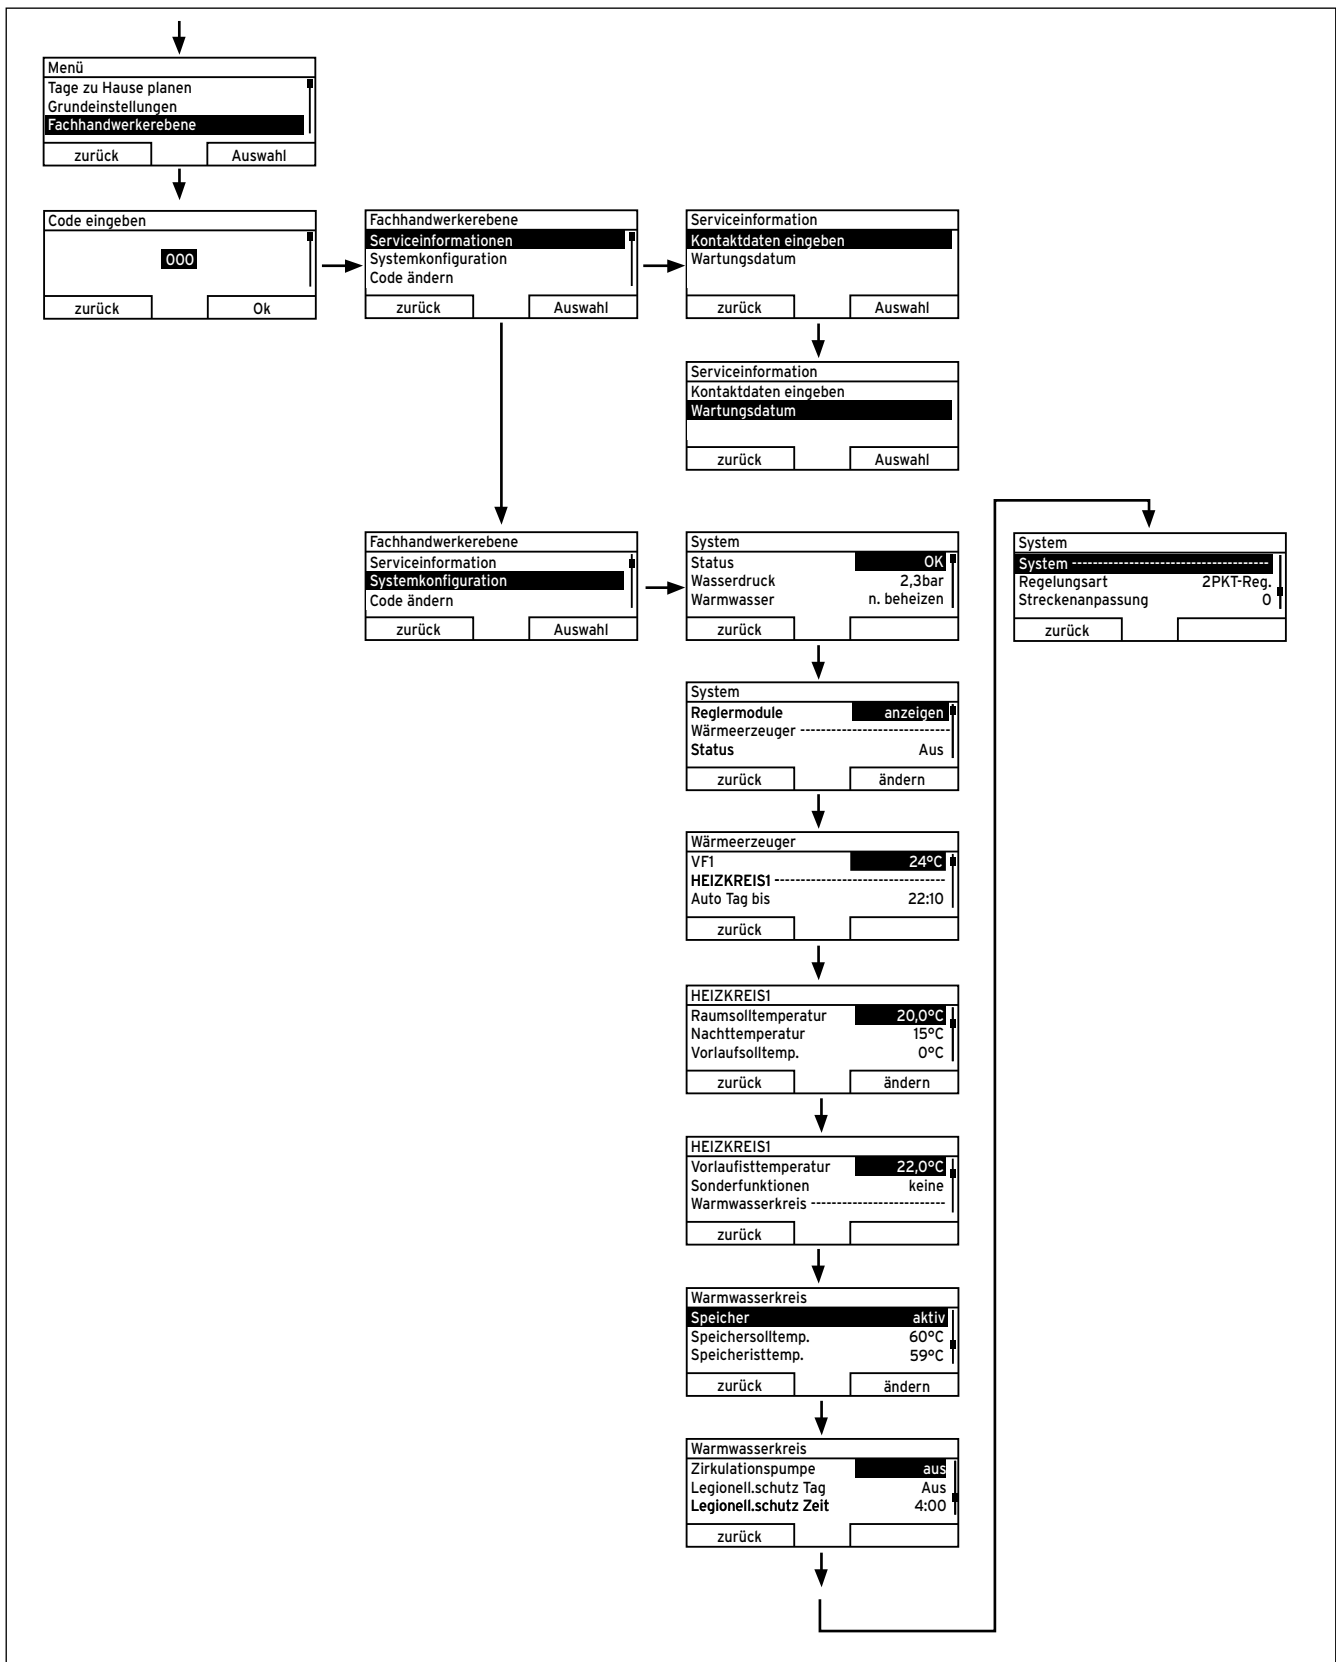 Menü
Tage zu Hause planen
Grundeinstellungen
Fachhandwerkerebene
zurück Auswahl
Code eingeben
000
zurück Ok
Fachhandwerkerebene
Serviceinformationen
Systemkonfiguration
Code ändern
zurück Auswahl
Serviceinformation
Kontaktdaten eingeben
Wartungsdatum
zurück Auswahl
Serviceinformation
Kontaktdaten eingeben
Wartungsdatum
zurück Auswahl
Fachhandwerkerebene
Serviceinformation
Systemkonfiguration
Code ändern
zurück Auswahl
System
Status OK
Wasserdruck 2,3bar
Warmwasser n. beheizen
zurück
System
Reglermodule anzeigen
Wärmeerzeuger ----------------------------
Status Aus
zurück ändern
Wärmeerzeuger
VF1 24°C
HEIZKREIS1 --------------------------------
Auto Tag bis 22:10
zurück
HEIZKREIS1
Raumsolltemperatur 20,0°C
Nachttemperatur 15°C
Vorlaufsolltemp. 0°C
zurück ändern
HEIZKREIS1
Vorlaufisttemperatur 22,0°C
Sonderfunktionen keine
Warmwasserkreis -------------------------
zurück
Warmwasserkreis
Speicher aktiv
Speichersolltemp. 60°C
Speicheristtemp. 59°C
zurück ändern
Warmwasserkreis
Zirkulationspumpe aus
Legionell.schutz Tag Aus
Legionell.schutz Zeit 4:00
zurück
System
System -------------------------------------
Regelungsart 2PKT-Reg.
Streckenanpassung 0
zurück